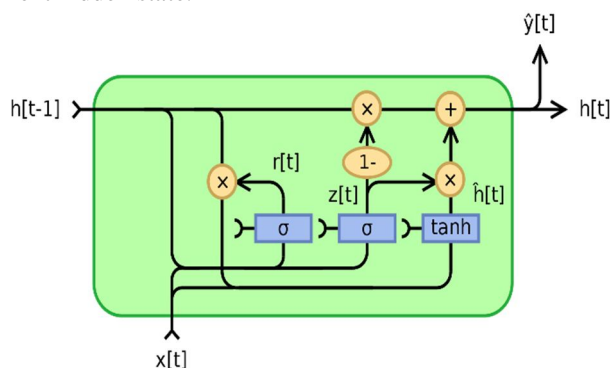 ŷ[t]
h[t-1]
×
+
h[t]
1-
r[t]
×
z[t]
×
ĥ[t]
σ
σ
tanh
x[t]